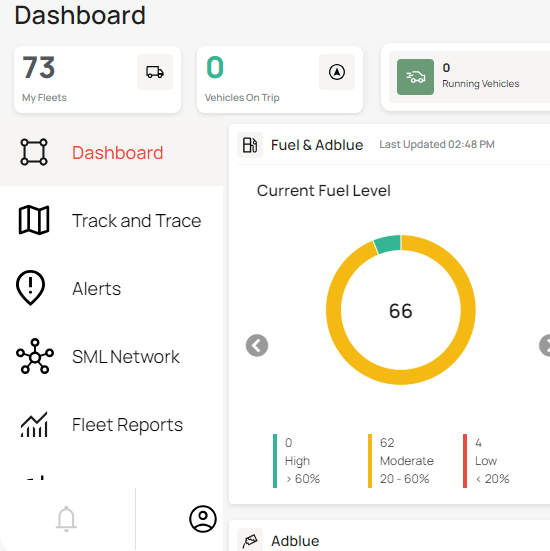 Dashboard
73
My Fleets
0
Vehicles On Trip
0
Running Vehicles
Dashboard
Track and Trace
Alerts
SML Network
Fleet Reports
Fuel & Adblue
Last Updated 02:48 PM
Current Fuel Level
66
0
High
> 60%
62
Moderate
20 - 60%
4
Low
< 20%
Adblue